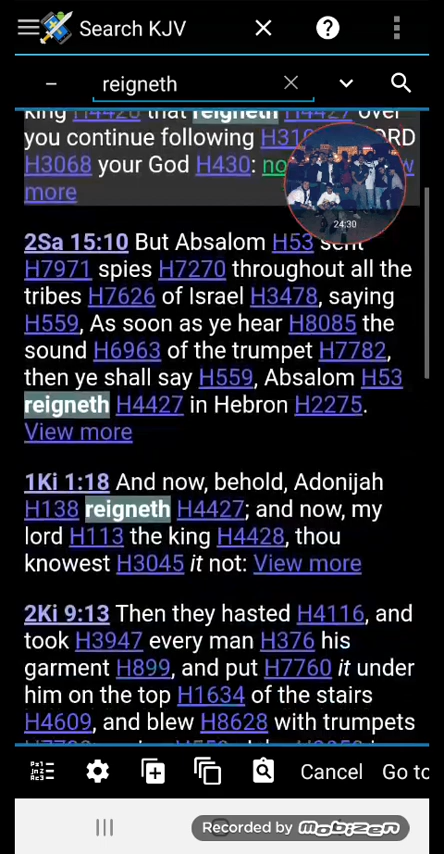 Search KJV
reigneth
King H4428 that reigneth H4427 over
you continue following H310 LORD
H3068 your God H430: no
more
24:30
2Sa 15:10 But Absalom H53 sent
H7971 spies H7270 throughout all the
tribes H7626 of Israel H3478, saying
H559, As soon as ye hear H8085 the
sound H6963 of the trumpet H7782,
then ye shall say H559, Absalom H53
reigneth H4427 in Hebron H2275.
View more
1Ki 1:18 And now, behold, Adonijah
H138 reigneth H4427; and now, my
lord H113 the king H4428, thou
knowest H3045 it not: View more
2Ki 9:13 Then they hasted H4116, and
took H3947 every man H376 his
garment H899, and put H7760 it under
him on the top H1634 of the stairs
H4609, and blew H8628 with trumpets
Cancel Go to
Recorded by Mobizen